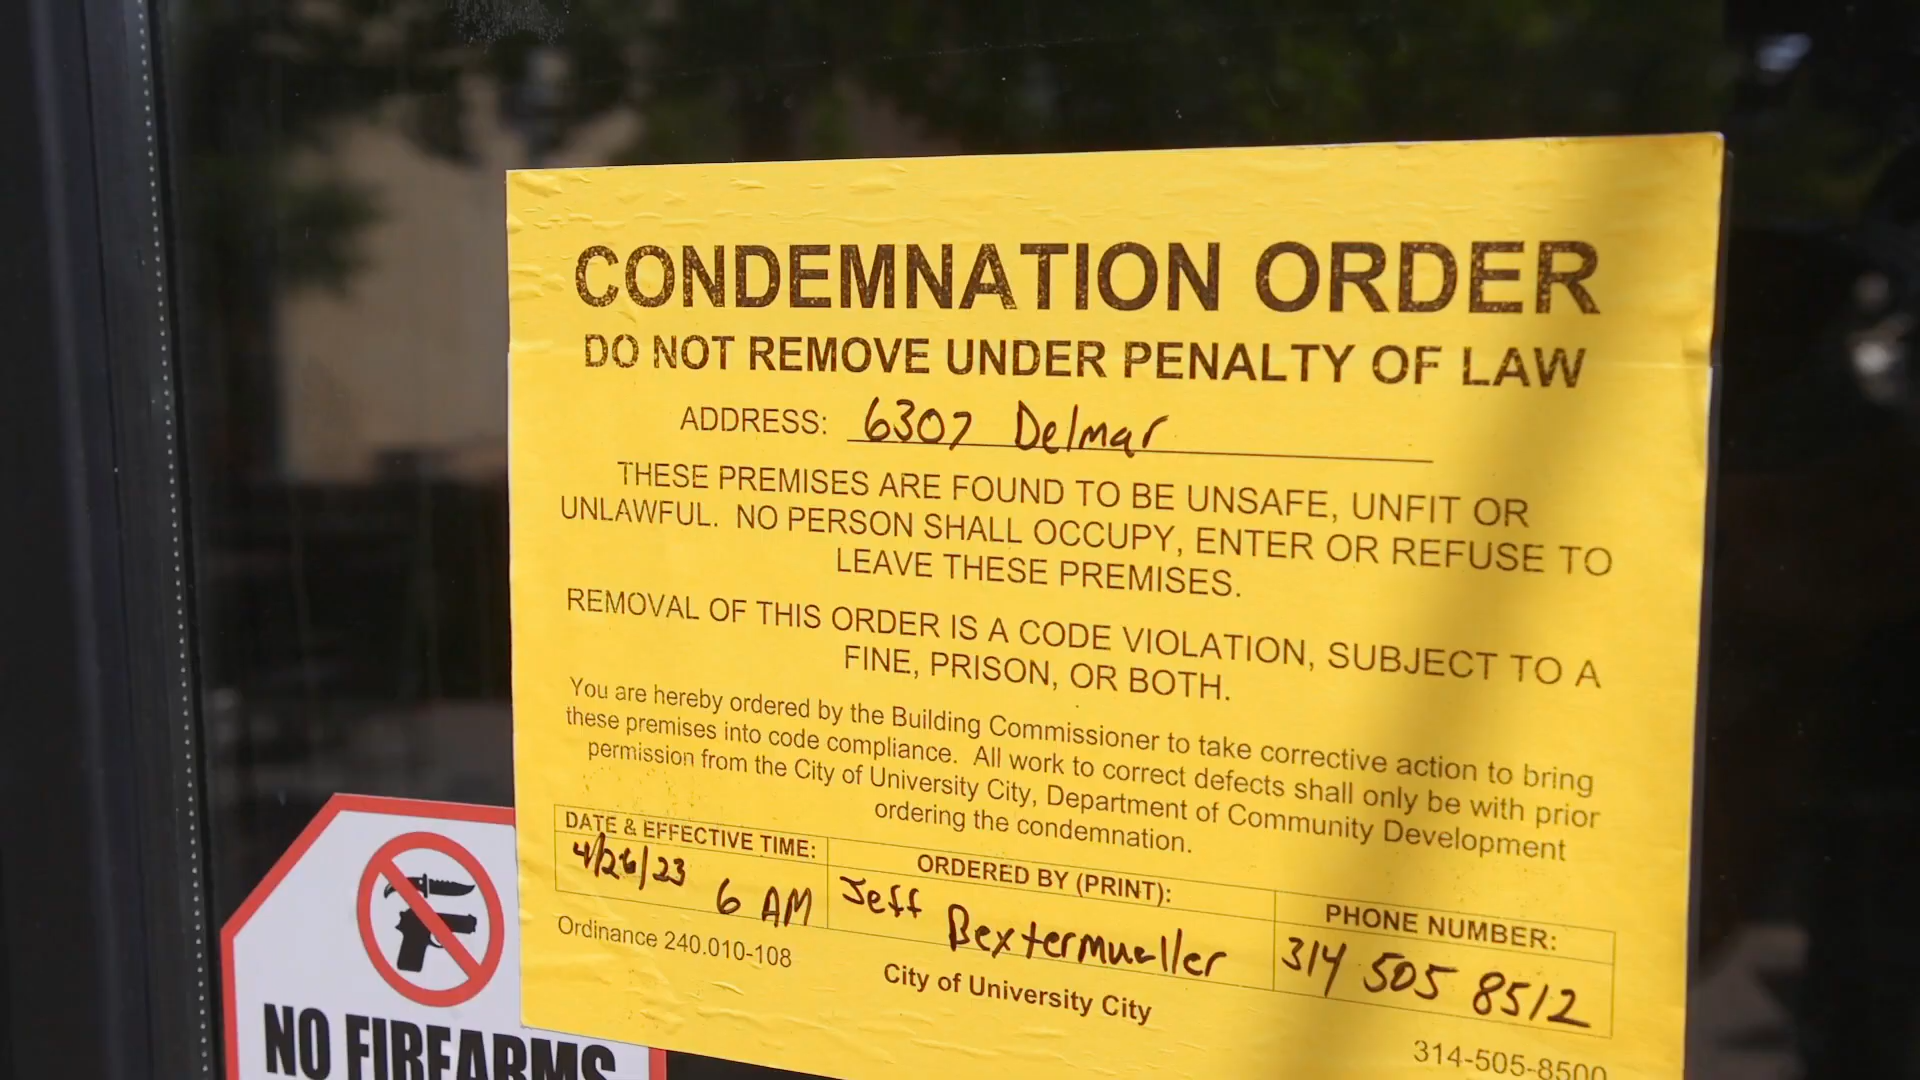 CONDEMNATION ORDER
DO NOT REMOVE UNDER PENALTY OF LAW
ADDRESS: 6307 Delmar
THESE PREMISES ARE FOUND TO BE UNSAFE, UNFIT OR
UNLAWFUL. NO PERSON SHALL OCCUPY, ENTER OR REFUSE TO
LEAVE THESE PREMISES.
REMOVAL OF THIS ORDER IS A CODE VIOLATION, SUBJECT TO A
FINE, PRISON, OR BOTH.
You are hereby ordered by the Building Commissioner to take corrective action to bring
these premises into code compliance. All work to correct defects shall only be with prior
permission from the City of University City, Department of Community Development
ordering the condemnation.
DATE & EFFECTIVE TIME:
4/26/23 6 AM
ORDERED BY (PRINT):
Jeff Bextermueller
PHONE NUMBER:
314 505 8512
Ordinance 240.010-108
City of University City
314-505-8500
NO FIREARMS